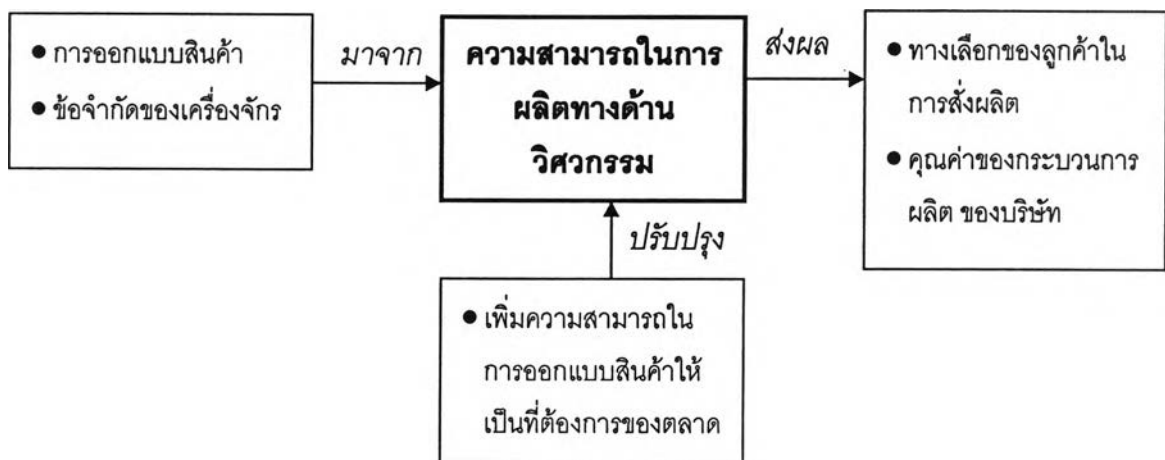 ● การออกแบบสินค้า
● ข้อจำกัดของเครื่องจักร
มาจาก
ความสามารถในการ
ผลิตทางด้าน
วิศวกรรม
ส่งผล
● ทางเลือกของลูกค้าใน
การสั่งผลิต
● คุณค่าของกระบวนการ
ผลิต ของบริษัท
ปรับปรุง
● เพิ่มความสามารถใน
การออกแบบสินค้าให้
เป็นที่ต้องการของตลาด